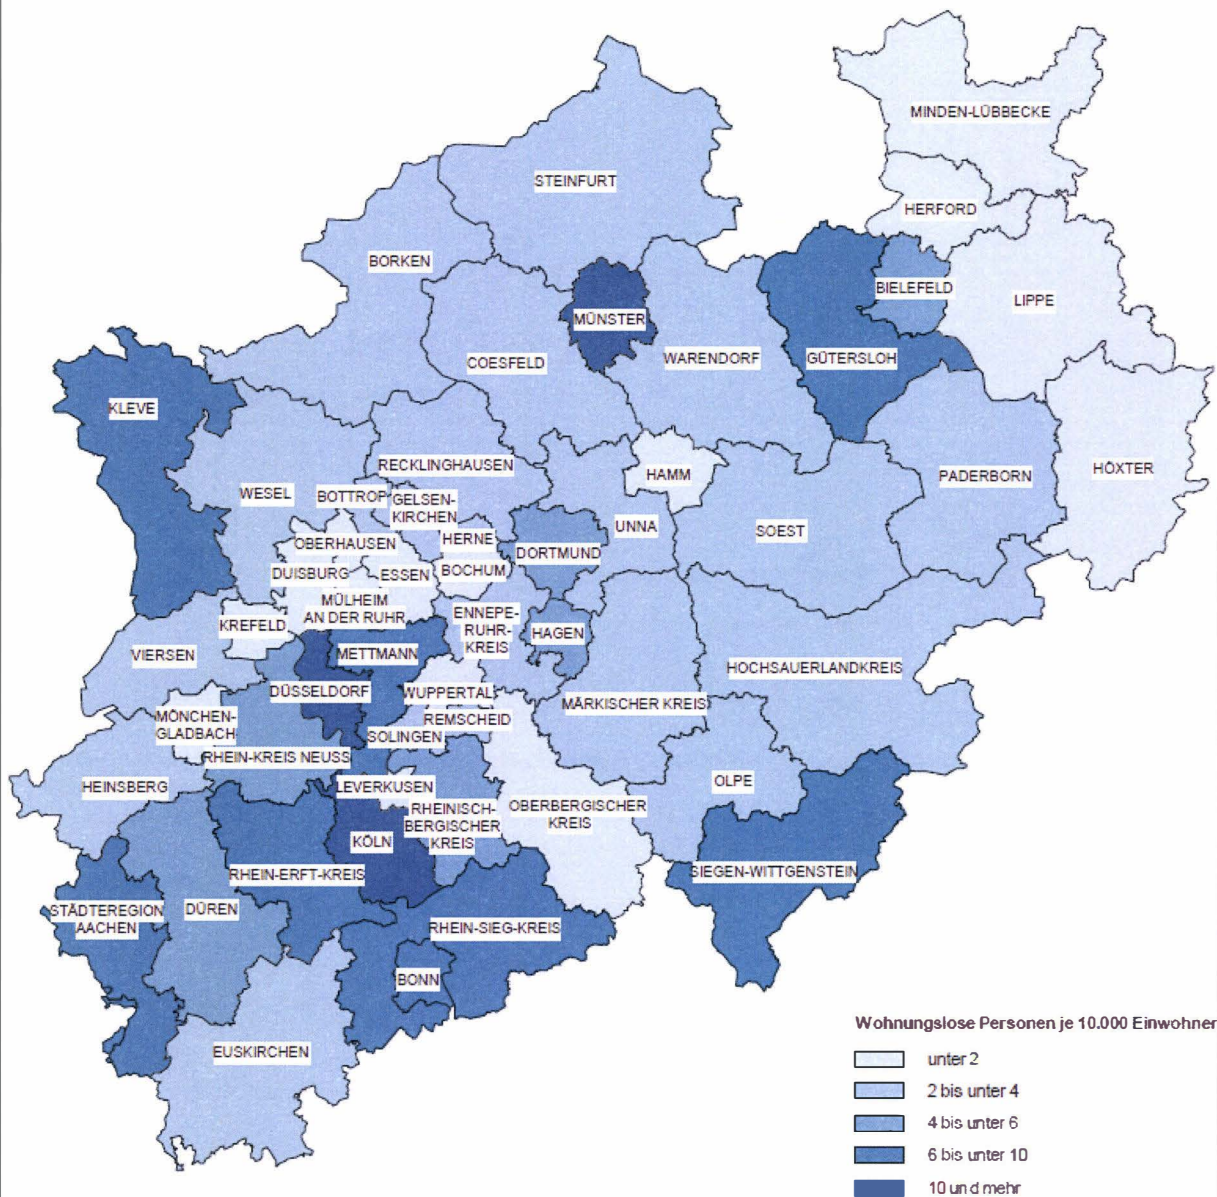 MINDEN-LÜBBECKE
STEINFURT
HERFORD
BORKEN
BIELEFELD
LIPPE
MÜNSTER
COESFELD
WARENDORF
GÜTERSLOH
KLEVE
RECKLINGHAUSEN
HAMM
PADERBORN
HÖXTER
WESEL
BOTTROP
GELSEN-
KIRCHEN
UNNA
SOEST
OBERHAUSEN
HERNE
DORTMUND
DUISBURG
ESSEN
BOCHUM
MÜLHEIM
AN DER RUHR
KREFELD
ENNEPE-
RUHR-
KREIS
HAGEN
VIERSEN
METTMANN
HOCHSAUERLANDKREIS
DÜSSELDORF
WUPPERTAL
MÄRKISCHER KREIS
MÖNCHEN-
GLADBACH
REMSCHEID
SOLINGEN
RHEIN-KREIS NEUSS
HEINSBERG
LEVERKUSEN
OLPE
RHEINISCH-
BERGISCHER
KREIS
OBERBERGISCHER
KREIS
KÖLN
RHEIN-ERFT-KREIS
SIEGEN-WITTGENSTEIN
STÄDTEREGION
AACHEN
DÜREN
RHEIN-SIEG-KREIS
BONN
EUSKIRCHEN
Wohnungslose Personen je 10.000 Einwohner
unter 2
2 bis unter 4
4 bis unter 6
6 bis unter 10
10 und mehr